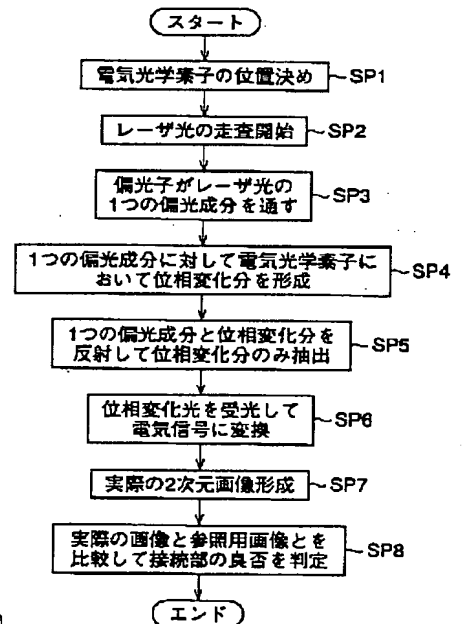 スタート
電気光学素子の位置決め SP1
レーザ光の走査開始 SP2
偏光子がレーザ光の
1つの偏光成分を通す SP3
1つの偏光成分に対して電気光学素子に
おいて位相変化分を形成 SP4
1つの偏光成分と位相変化分を
反射して位相変化分のみ抽出 SP5
位相変化光を受光して
電気信号に変換 SP6
実際の2次元画像形成 SP7
実際の画像と参照用画像とを
比較して接続部の良否を判定 SP8
エンド